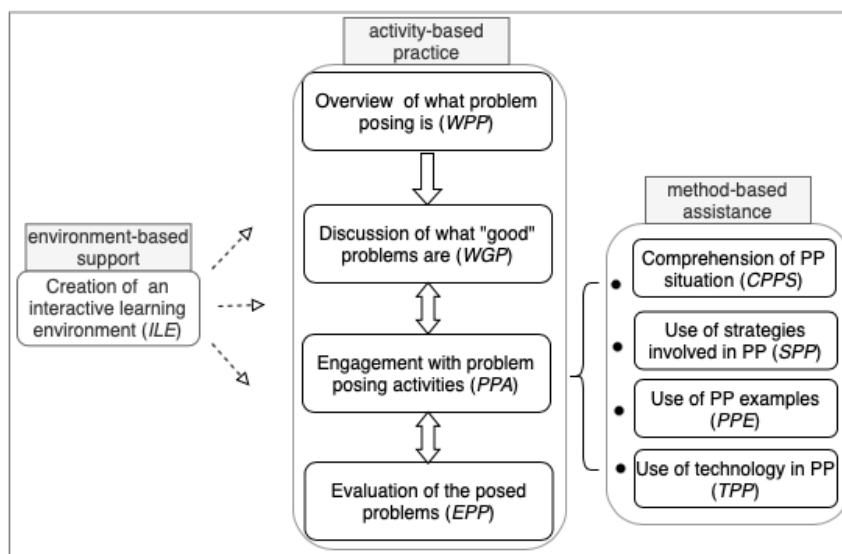 activity-based
practice
Overview of what problem
posing is (WPP)
Discussion of what "good"
problems are (WGP)
Engagement with problem
posing activities (PPA)
Evaluation of the posed
problems (EPP)
environment-based
support
Creation of an
interactive learning
environment (ILE)
method-based
assistance
Comprehension of PP
situation (CPPS)
Use of strategies
involved in PP (SPP)
Use of PP examples
(PPE)
Use of technology in PP
(TPP)